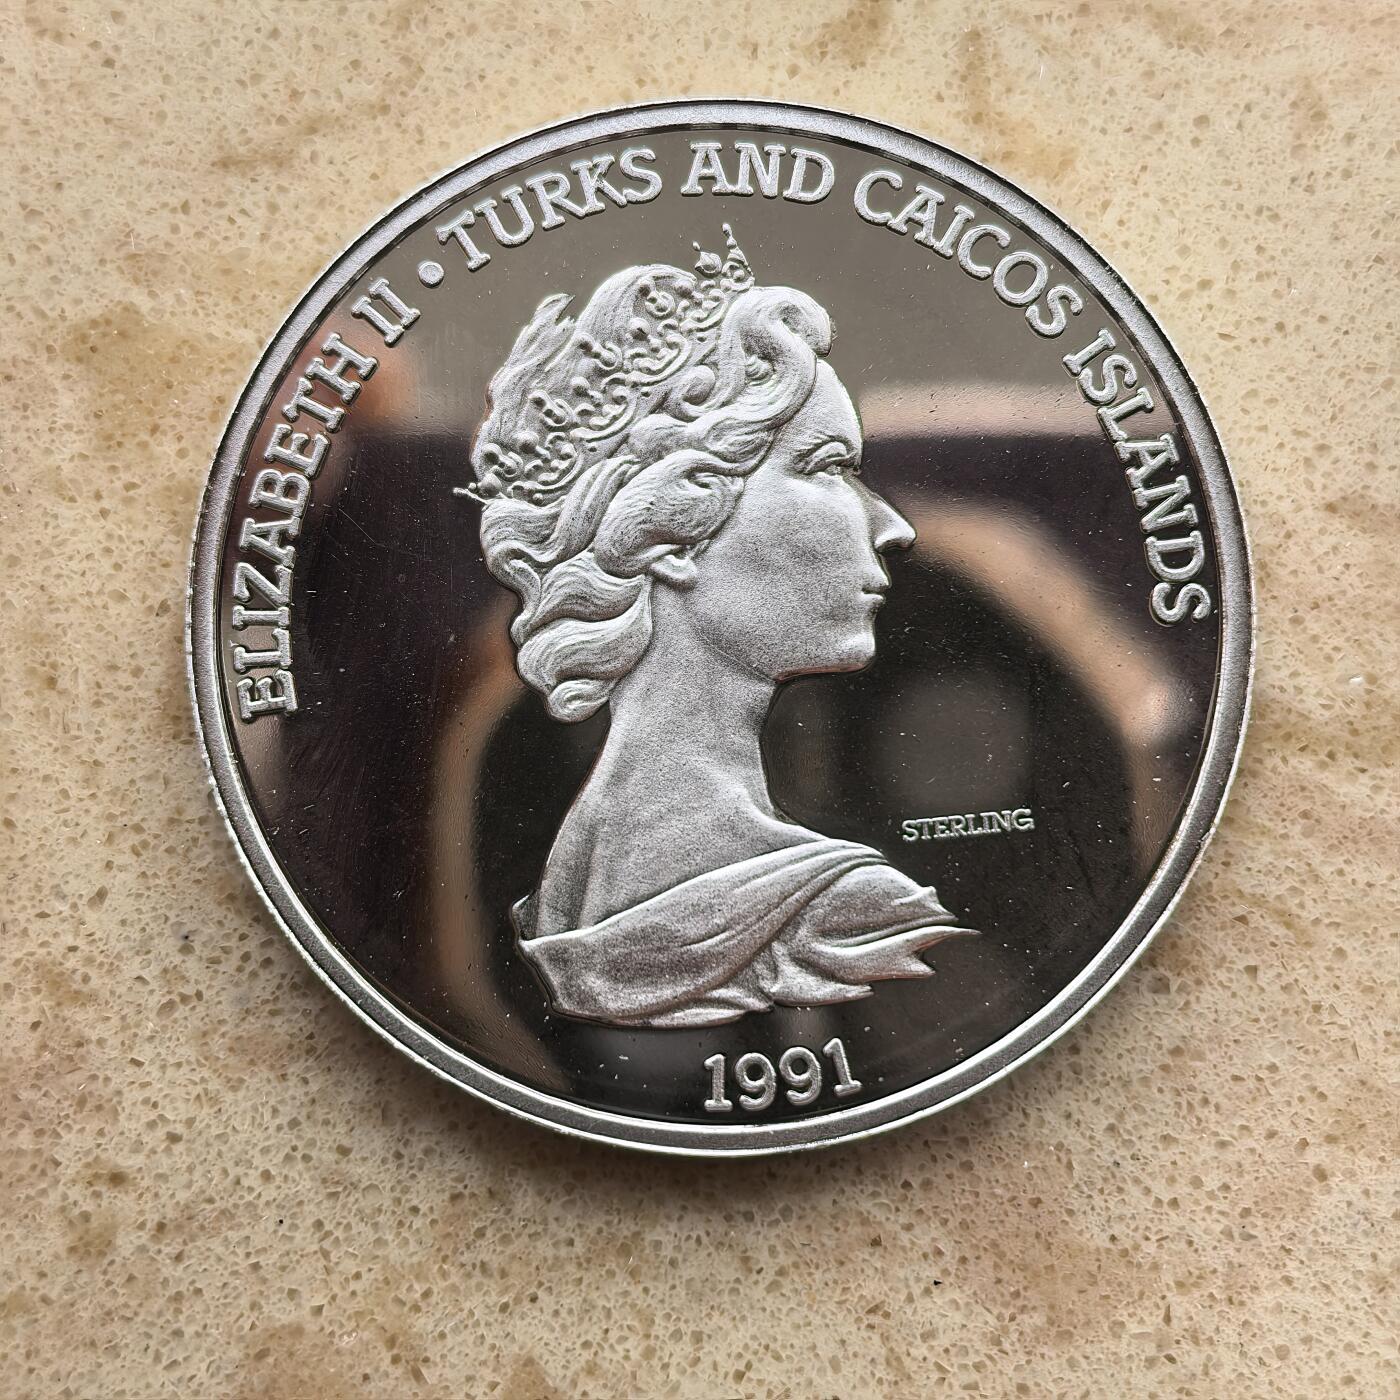 ELIZABETH II • TURKS AND CAICOS ISLANDS
STERLING
1991